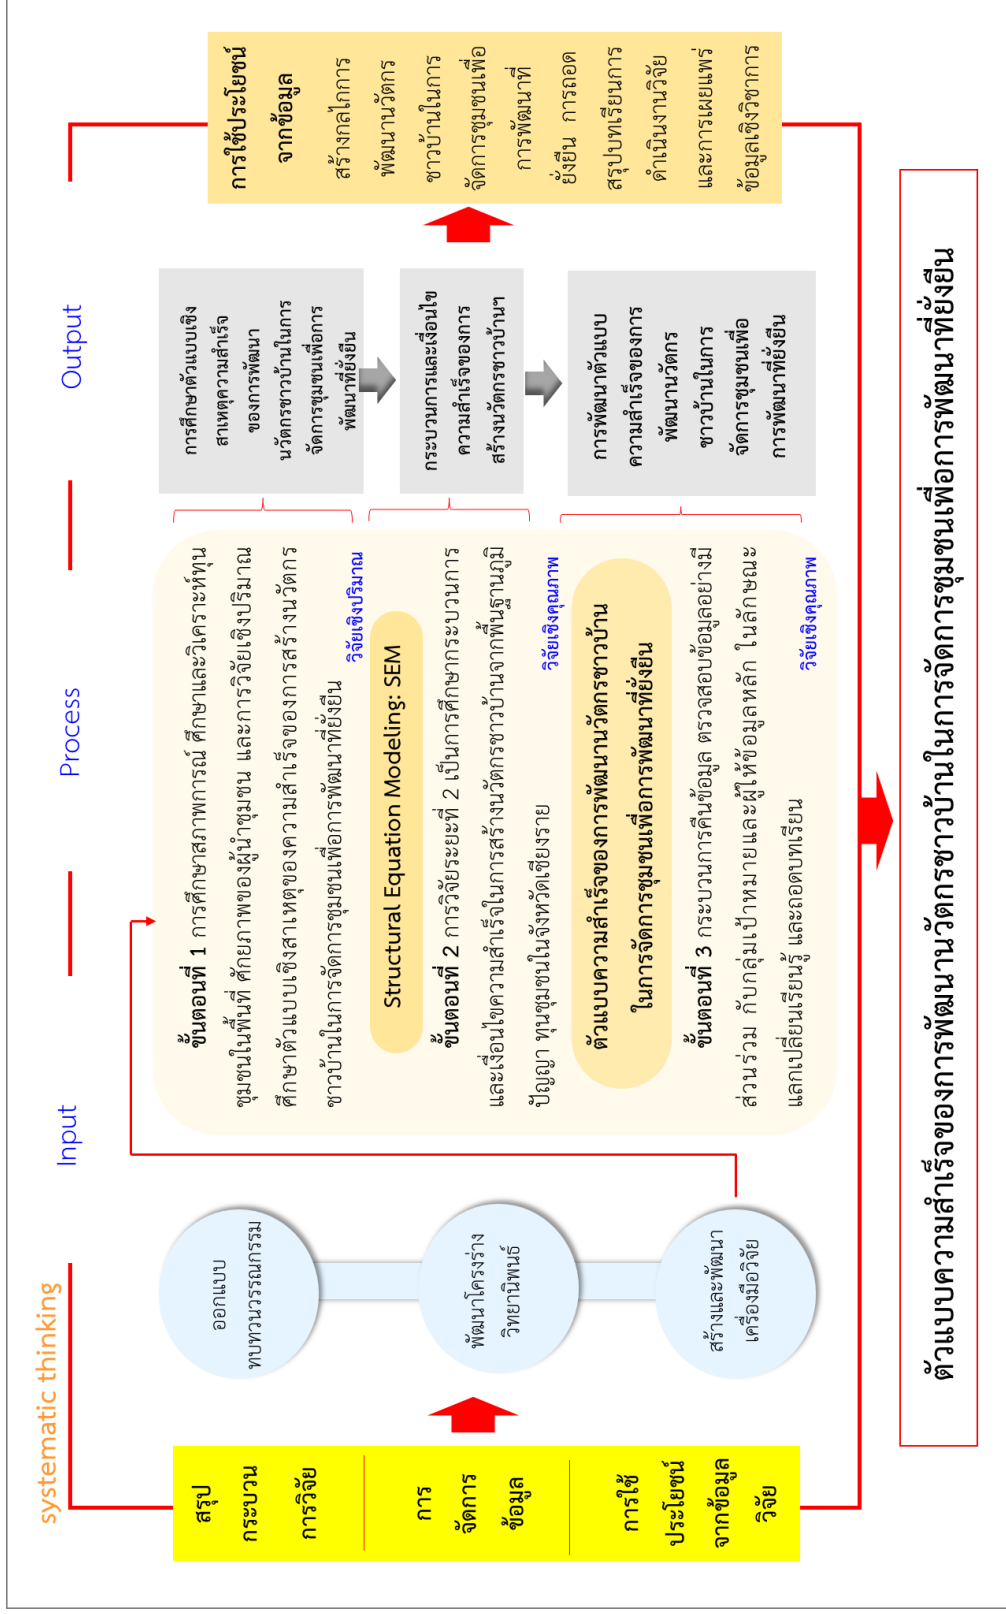 systematic thinking
Input
Process
Output
สรุป
กระบวน
การวิจัย
การ
จัดการ
ข้อมูล
การใช้
ประโยชน์
จากข้อมูล
วิจัย
ออกแบบ
ทบทวนวรรณกรรม
พัฒนาโครงร่าง
วิทยานิพนธ์
สร้างและพัฒนา
เครื่องมือวิจัย
ขั้นตอนที่ 1 การศึกษาสภาพการณ์ ศึกษาและวิเคราะห์ทุน
ชุมชนในพื้นที่ ศักยภาพของผู้นำชุมชน และการวิจัยเชิงปริมาณ
ศึกษาตัวแบบเชิงสาเหตุของความสำเร็จของการสร้างนวัตกร
ชาวบ้านในการจัดการชุมชนเพื่อการพัฒนาที่ยั่งยืน
วิจัยเชิงปริมาณ
Structural Equation Modeling: SEM
ขั้นตอนที่ 2 การวิจัยระยะที่ 2 เป็นการศึกษากระบวนการ
และเงื่อนไขความสำเร็จในการสร้างนวัตกรชาวบ้านจากพื้นฐานภูมิ
ปัญญา ทุนชุมชนในจังหวัดเชียงราย
วิจัยเชิงคุณภาพ
ตัวแบบความสำเร็จของการพัฒนานวัตกรชาวบ้าน
ในการจัดการชุมชนเพื่อการพัฒนาที่ยั่งยืน
ขั้นตอนที่ 3 กระบวนการคืนข้อมูล ตรวจสอบข้อมูลอย่างมี
ส่วนร่วม กับกลุ่มเป้าหมายและผู้ให้ข้อมูลหลัก ในลักษณะ
แลกเปลี่ยนเรียนรู้ และถอดบทเรียน
วิจัยเชิงคุณภาพ
การศึกษาตัวแบบเชิง
สาเหตุความสำเร็จ
ของการพัฒนา
นวัตกรชาวบ้านในการ
จัดการชุมชนเพื่อการ
พัฒนาที่ยั่งยืน
กระบวนการและเงื่อนไข
ความสำเร็จของการ
สร้างนวัตกรชาวบ้านฯ
การพัฒนาตัวแบบ
ความสำเร็จของการ
พัฒนานวัตกร
ชาวบ้านในการ
จัดการชุมชนเพื่อ
การพัฒนาที่ยั่งยืน
การใช้ประโยชน์
จากข้อมูล
สร้างกลไกการ
พัฒนานวัตกร
ชาวบ้านในการ
จัดการชุมชนเพื่อ
การพัฒนาที่
ยั่งยืน การถอด
สรุปบทเรียนการ
ดำเนินงานวิจัย
และการเผยแพร่
ข้อมูลเชิงวิชาการ
ตัวแบบความสำเร็จของการพัฒนานวัตกรชาวบ้านในการจัดการชุมชนเพื่อการพัฒนาที่ยั่งยืน